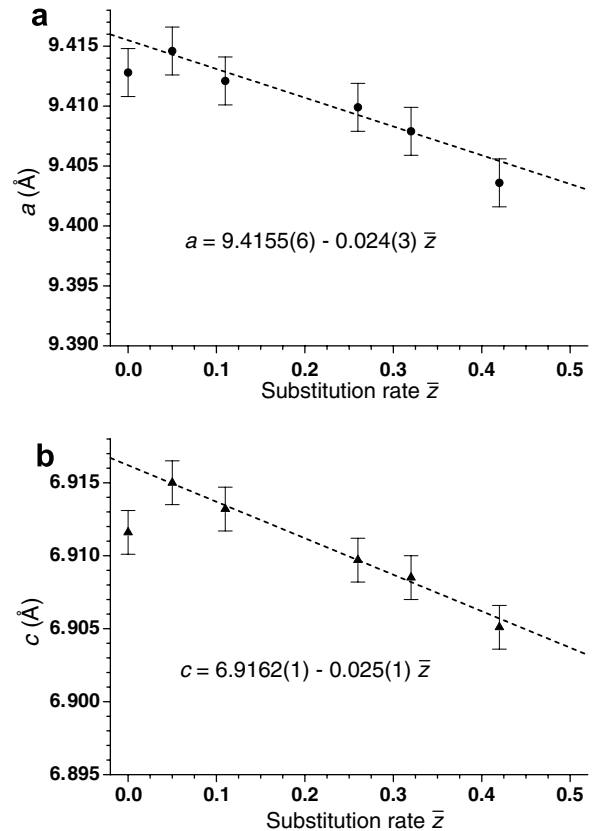 a
9.415
9.410
9.405
9.400
9.395
9.390
a (Å)
a = 9.4155(6) - 0.024(3) z̄
0.0 0.1 0.2 0.3 0.4 0.5
Substitution rate z̄
b
6.915
6.910
6.905
6.900
6.895
c (Å)
c = 6.9162(1) - 0.025(1) z̄
0.0 0.1 0.2 0.3 0.4 0.5
Substitution rate z̄